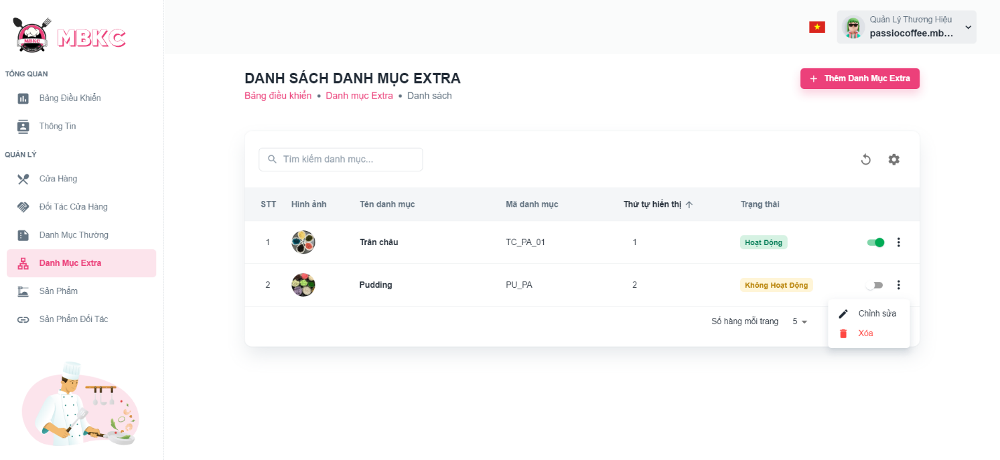 MBKC
MBKC
Quản Lý Thương Hiệu
passiocoffee.mb...
TỔNG QUAN
Bảng Điều Khiển
Thông Tin
QUẢN LÝ
Cửa Hàng
Đối Tác Cửa Hàng
Danh Mục Thường
Danh Mục Extra
Sản Phẩm
Sản Phẩm Đối Tác
DANH SÁCH DANH MỤC EXTRA
Bảng điều khiển • Danh mục Extra • Danh sách
Thêm Danh Mục Extra
Tìm kiếm danh mục...
STT Hình ảnh Tên danh mục Mã danh mục Thứ tự hiển thị Trạng thái
1 Trân châu TC_PA_01 1 Hoạt Động
2 Pudding PU_PA 2 Không Hoạt Động
Số hàng mỗi trang 5
Chỉnh sửa
Xóa